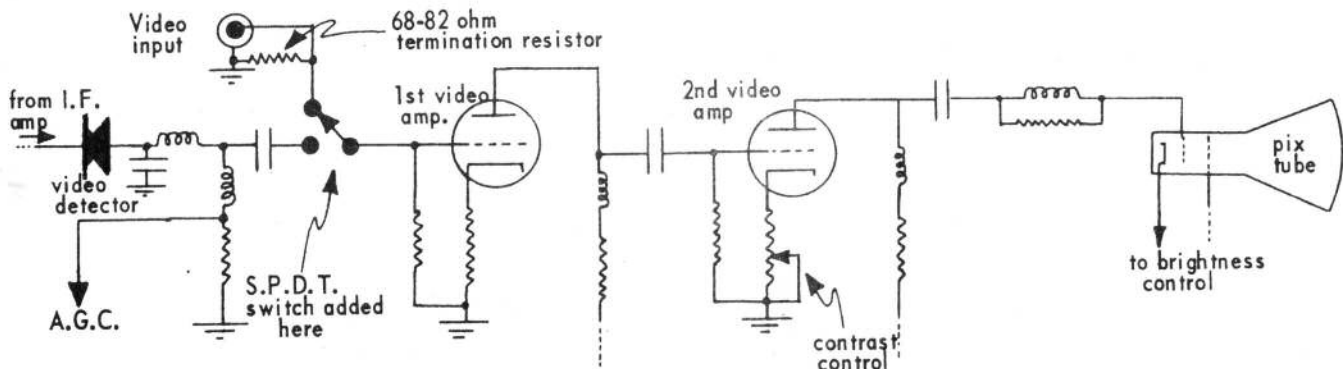 Video
input
68-82 ohm
termination resistor
from I.F.
amp
1st video
amp.
2nd video
amp
pix
tube
video
detector
to brightness
control
S.P.D.T.
switch added
here
A.G.C.
contrast
control